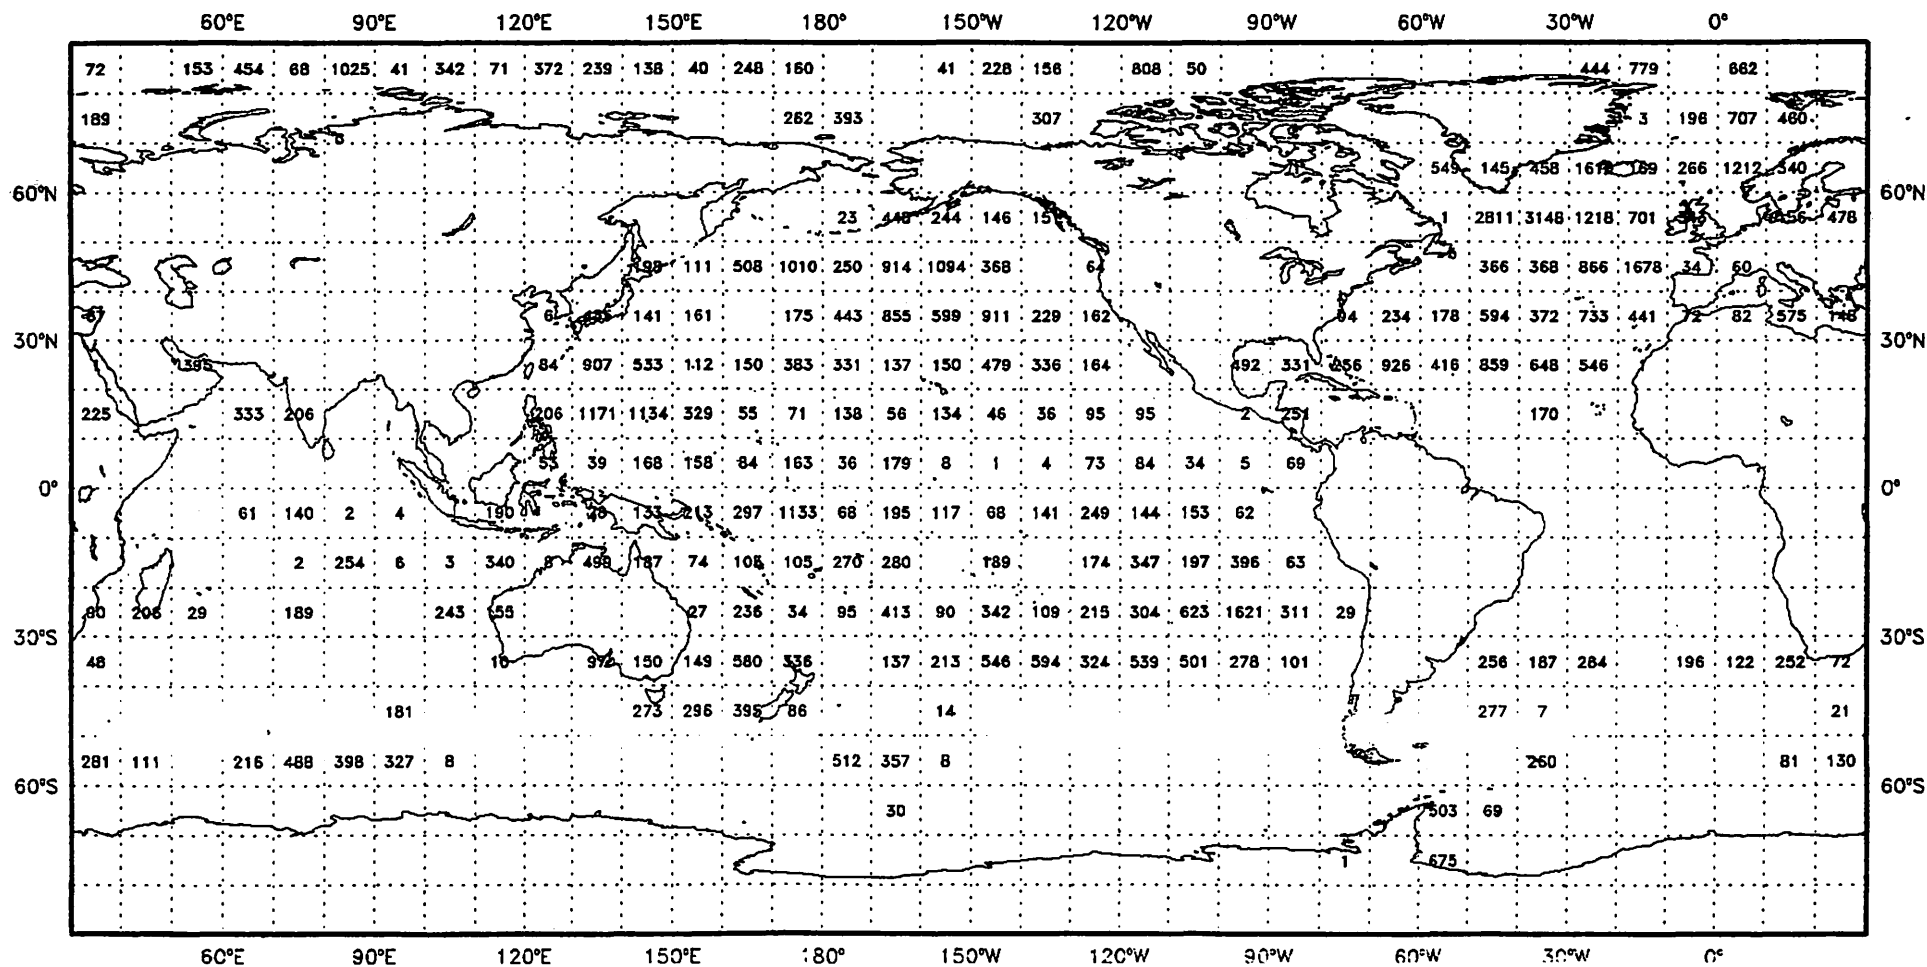 60°E 90°E 120°E 150°E 180° 150°W 120°W 90°W 60°W 30°W 0°
72 153 454 68 1025 41 342 71 372 239 138 40 248 160 41 228 156 808 50 444 779 662
189 262 393 307 3 196 707 460
549 145 458 266 1212 540
60°N 60°N
23 448 244 146 1 2811 3148 1218 701 478
111 508 1010 250 914 1094 368 64 366 368 866 1678 34 60
141 161 175 443 855 599 911 229 162 234 178 594 372 733 441 72 82 575 148
30°N 30°N
84 907 533 112 150 383 331 137 150 479 336 164 492 331 256 926 416 859 648 546
225 333 206 206 1171 1134 329 55 71 138 56 134 46 36 95 95 2 251 170
53 39 168 158 84 163 36 179 8 1 4 73 84 34 5 69
0° 0°
61 140 2 4 190 133 213 297 1133 68 195 117 68 141 249 144 153 62
2 254 6 3 340 8 499 187 74 105 270 280 189 174 347 197 396 63
29 189 243 55 27 236 34 95 413 90 342 109 215 304 623 1621 311 29
30°S 30°S
48 150 149 580 336 137 213 546 594 324 539 501 278 101 256 187 284 196 122 252 72
181 273 296 395 86 14 277 7 21
281 111 216 488 398 327 8 512 357 8 260 81 130
60°S 60°S
30 503 69
1 675
60°E 90°E 120°E 150°E 180° 150°W 120°W 90°W 60°W 30°W 0°